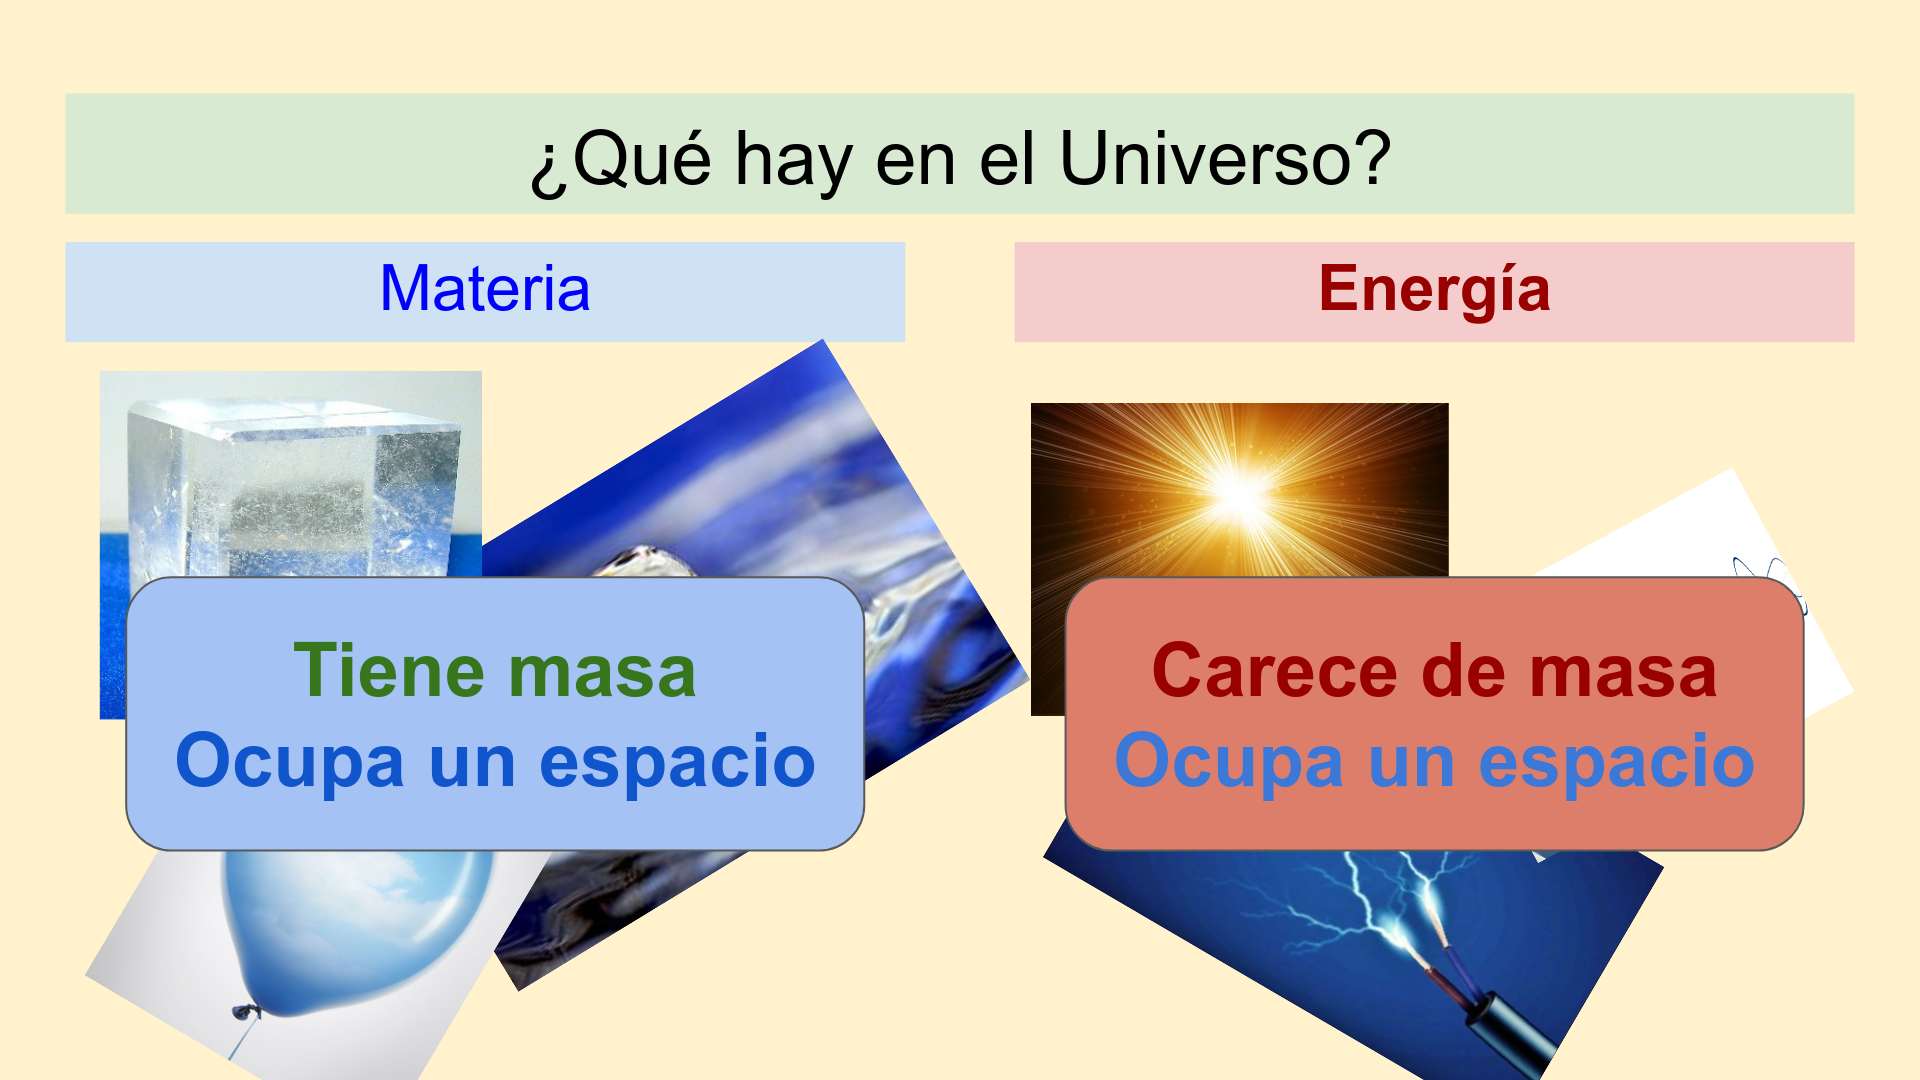 ¿Qué hay en el Universo?
Materia
Energía
Tiene masa
Ocupa un espacio
Carece de masa
Ocupa un espacio